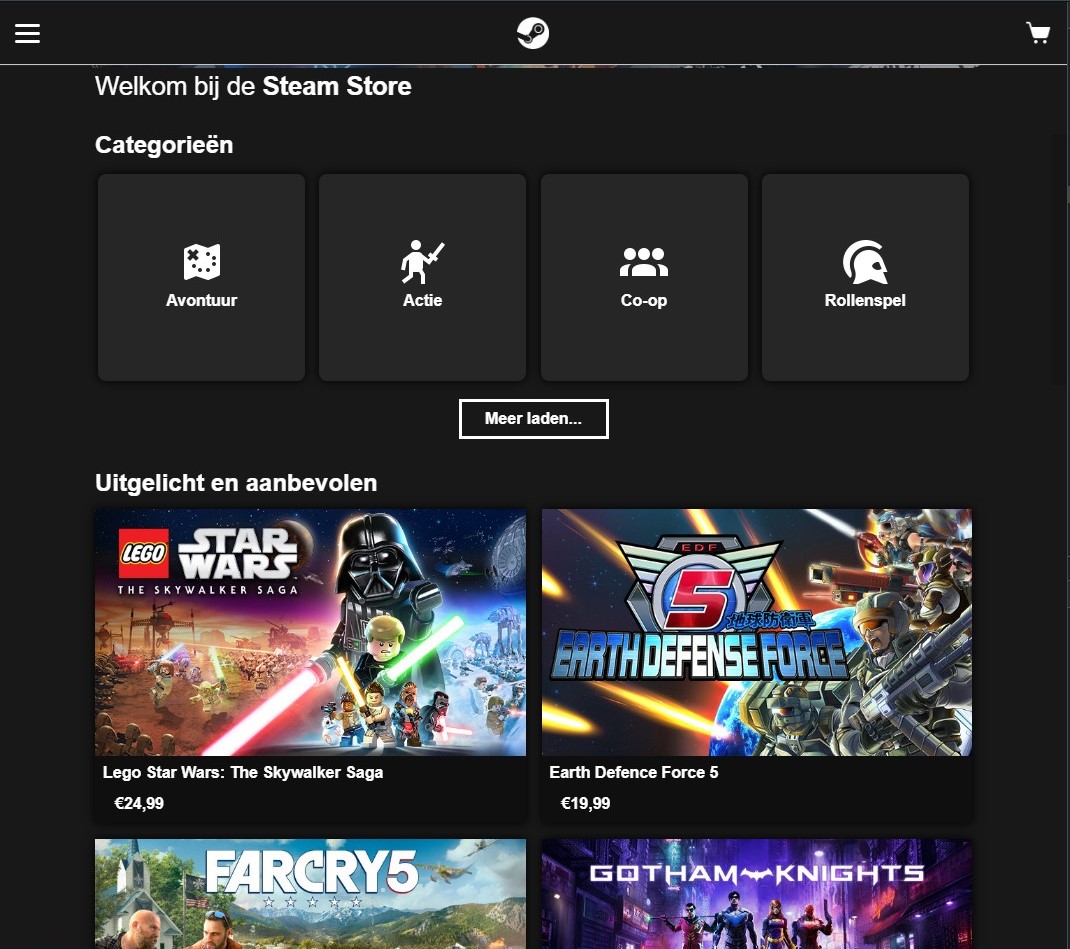 Welkom bij de Steam Store
Categorieën
Avontuur
Actie
Co-op
Rollenspel
Meer laden...
Uitgelicht en aanbevolen
LEGO STAR WARS
THE SKYWALKER SAGA
EDF
5
地球防衛軍
EARTH DEFENSE FORCE
Lego Star Wars: The Skywalker Saga
€24,99
Earth Defence Force 5
€19,99
FARCRY5
GOTHAM KNIGHTS